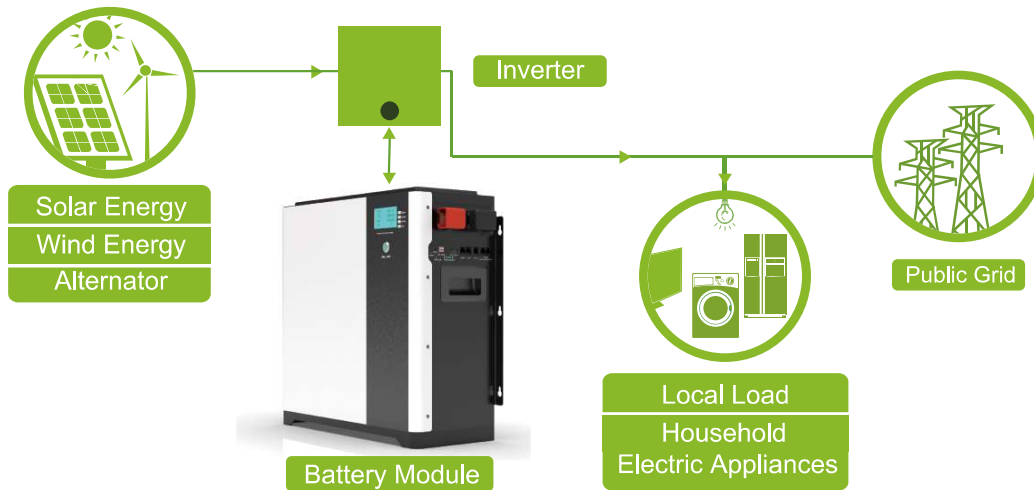 Inverter
Solar Energy
Wind Energy
Alternator
Public Grid
Local Load
Household
Electric Appliances
Battery Module